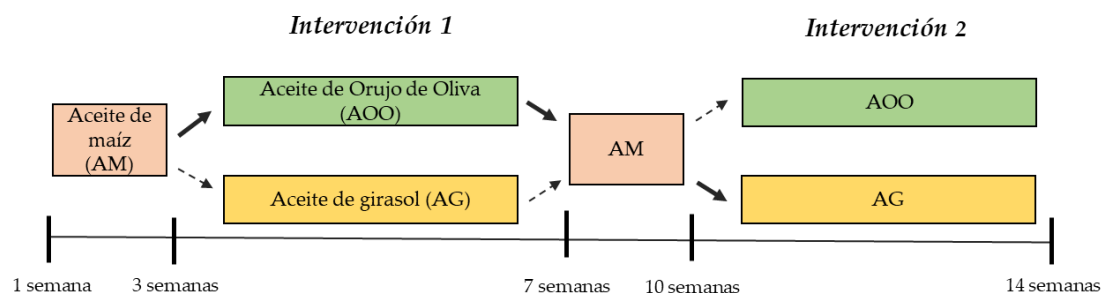 Intervención 1
Intervención 2
Aceite de
maíz
(AM)
Aceite de Orujo de Oliva
(AOO)
Aceite de girasol (AG)
AM
AOO
AG
1 semana
3 semanas
7 semanas
10 semanas
14 semanas